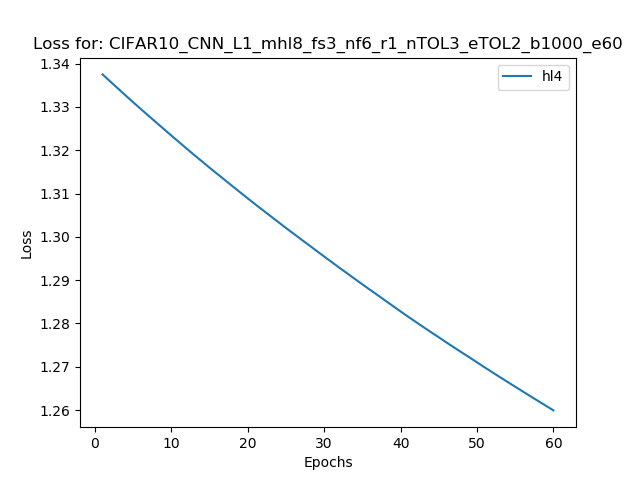 Loss for: CIFAR10_CNN_L1_mhl8_fs3_nf6_r1_nTOL3_eTOL2_b1000_e60
hl4
1.34
1.33
1.32
1.31
1.30
1.29
1.28
1.27
1.26
Loss
0 10 20 30 40 50 60
Epochs